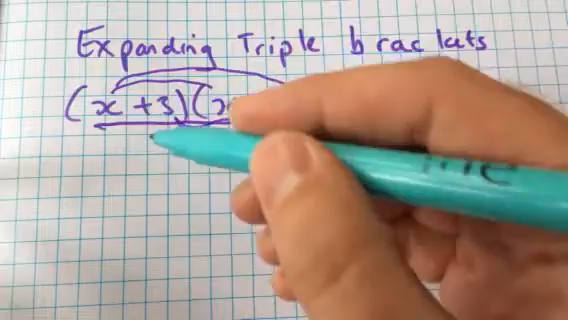 Expanding Triple brackets
(x + 3)(x